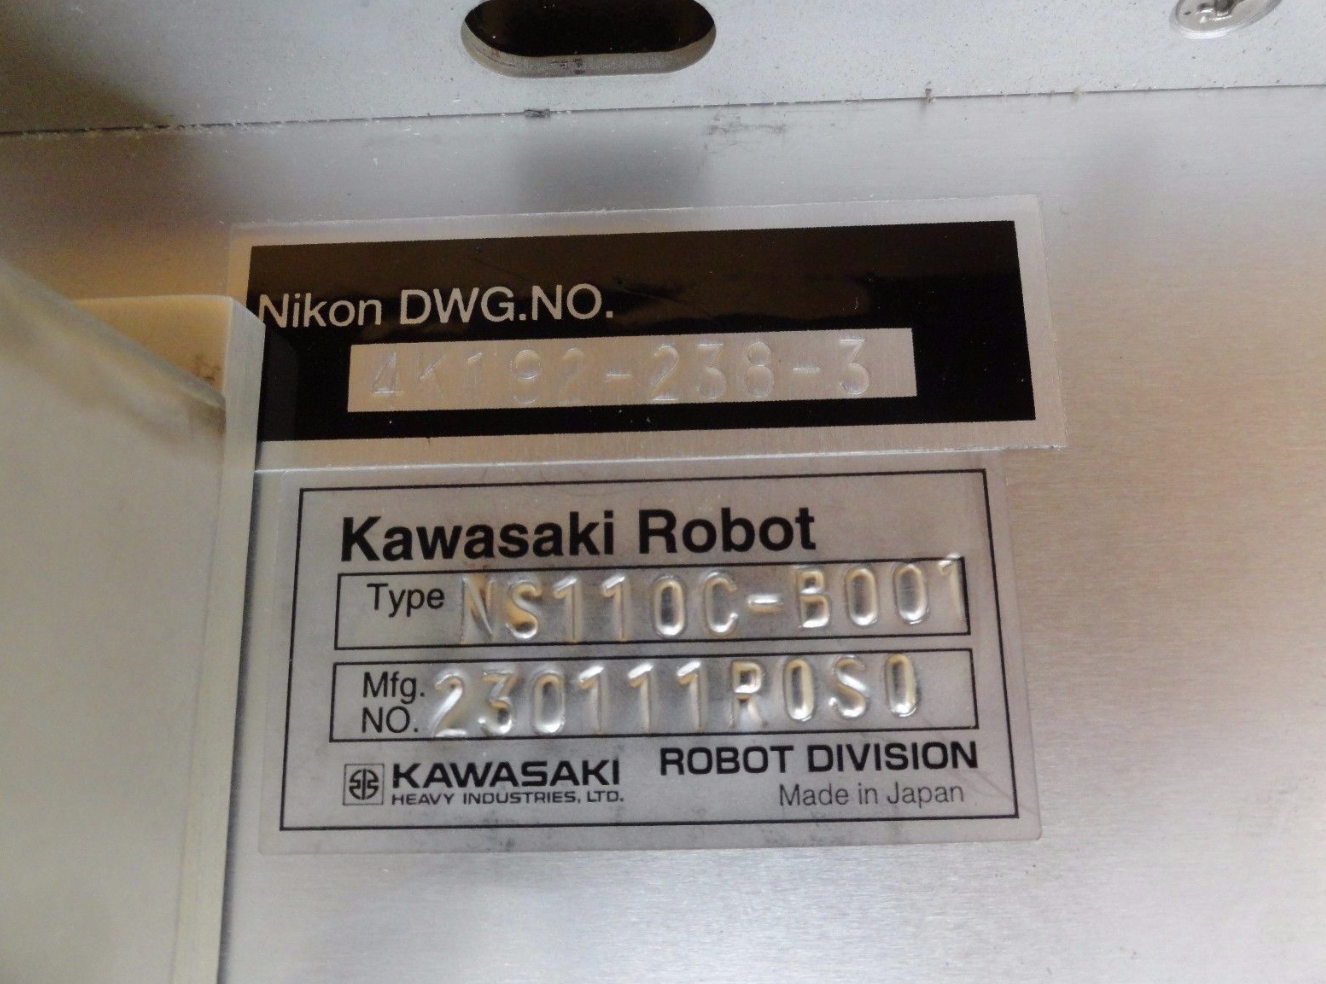 Nikon DWG.NO.
4K192-238-3
Kawasaki Robot
Type NS110C-B001
Mfg. NO. 230111R0S0
KAWASAKI HEAVY INDUSTRIES, LTD.
ROBOT DIVISION
Made in Japan